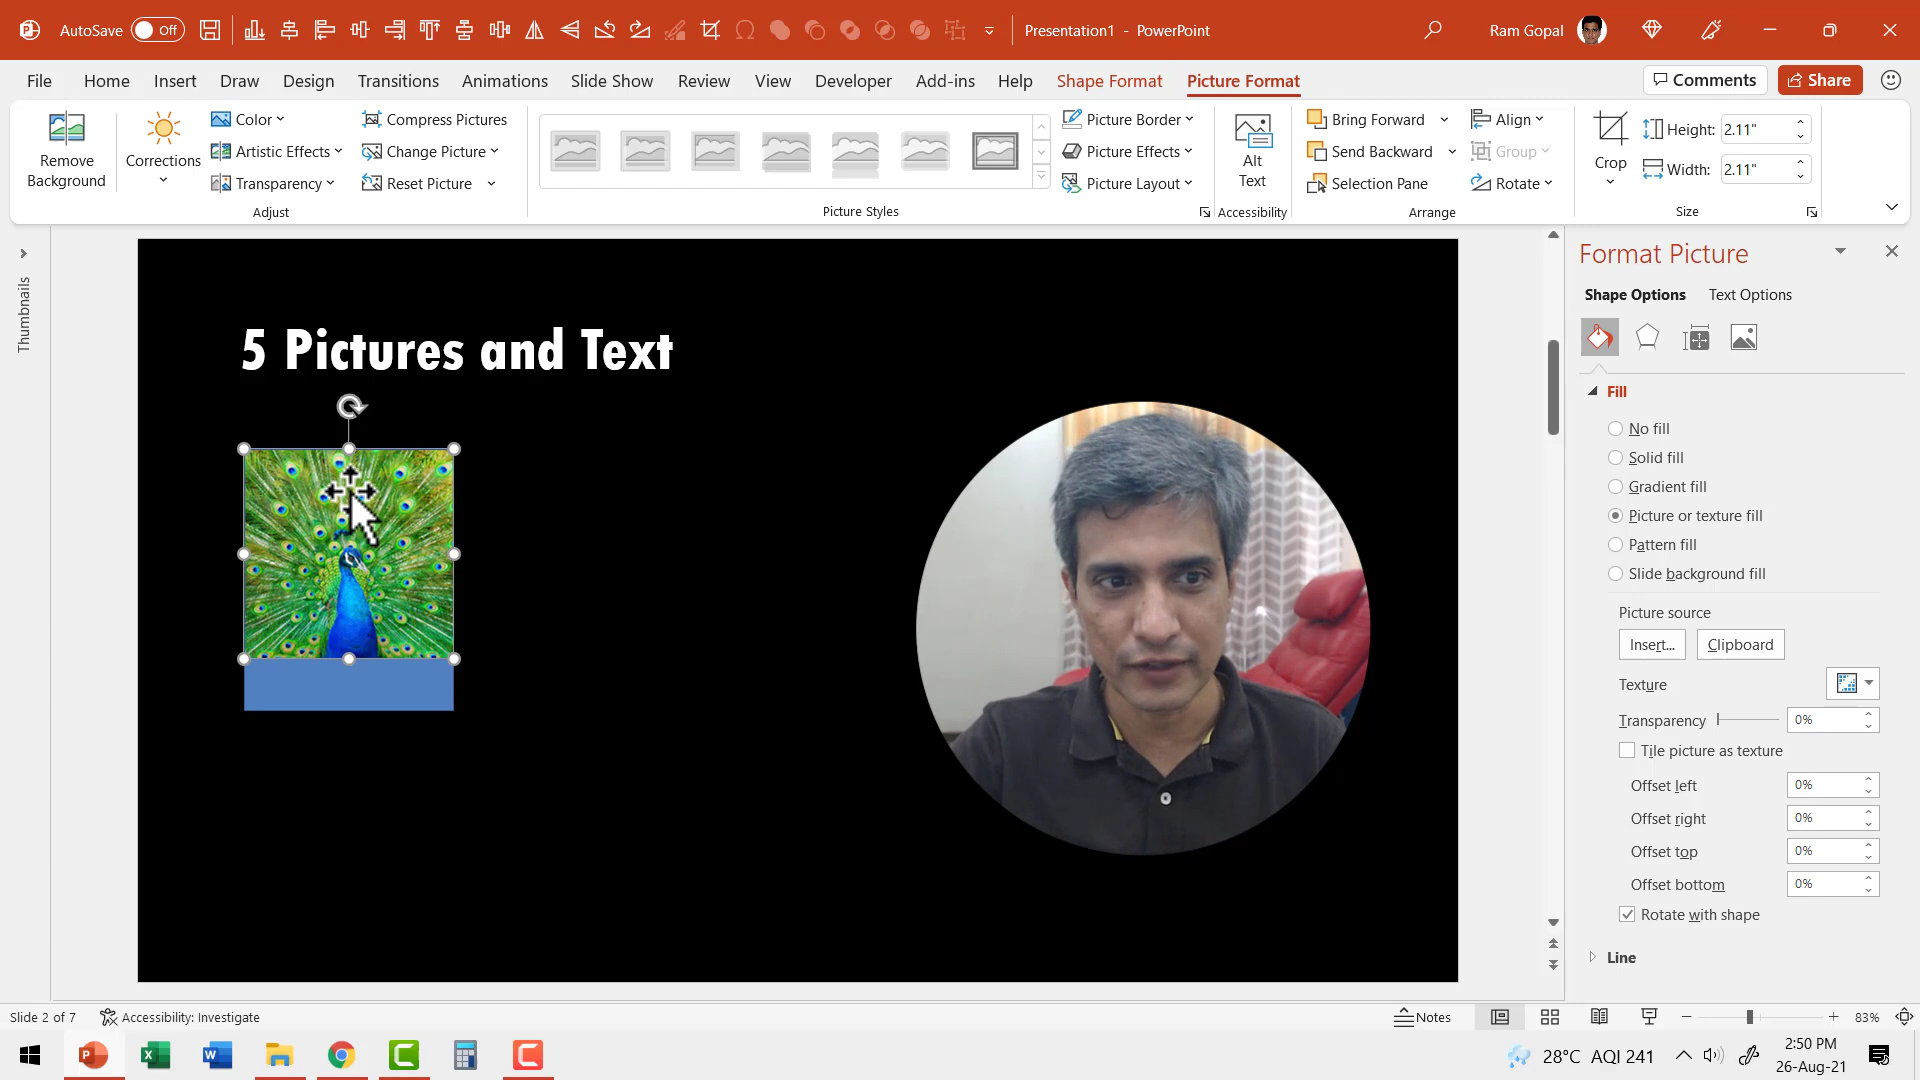 AutoSave Off Presentation1 - PowerPoint Ram Gopal
File Home Insert Draw Design Transitions Animations Slide Show Review View Developer Add-ins Help Shape Format Picture Format Comments Share
Remove Background
Corrections
Color
Artistic Effects
Transparency
Compress Pictures
Change Picture
Reset Picture
Adjust
Picture Styles
Picture Border
Picture Effects
Picture Layout
Alt Text
Accessibility
Bring Forward
Send Backward
Selection Pane
Align
Group
Rotate
Arrange
Crop
Height: 2.11"
Width: 2.11"
Size
Thumbnails
5 Pictures and Text
Format Picture
Shape Options Text Options
Fill
No fill
Solid fill
Gradient fill
Picture or texture fill
Pattern fill
Slide background fill
Picture source
Insert... Clipboard
Texture
Transparency 0%
Tile picture as texture
Offset left 0%
Offset right 0%
Offset top 0%
Offset bottom 0%
Rotate with shape
Line
Slide 2 of 7 Accessibility: Investigate Notes 83%
28°C AQI 241 2:50 PM
26-Aug-21